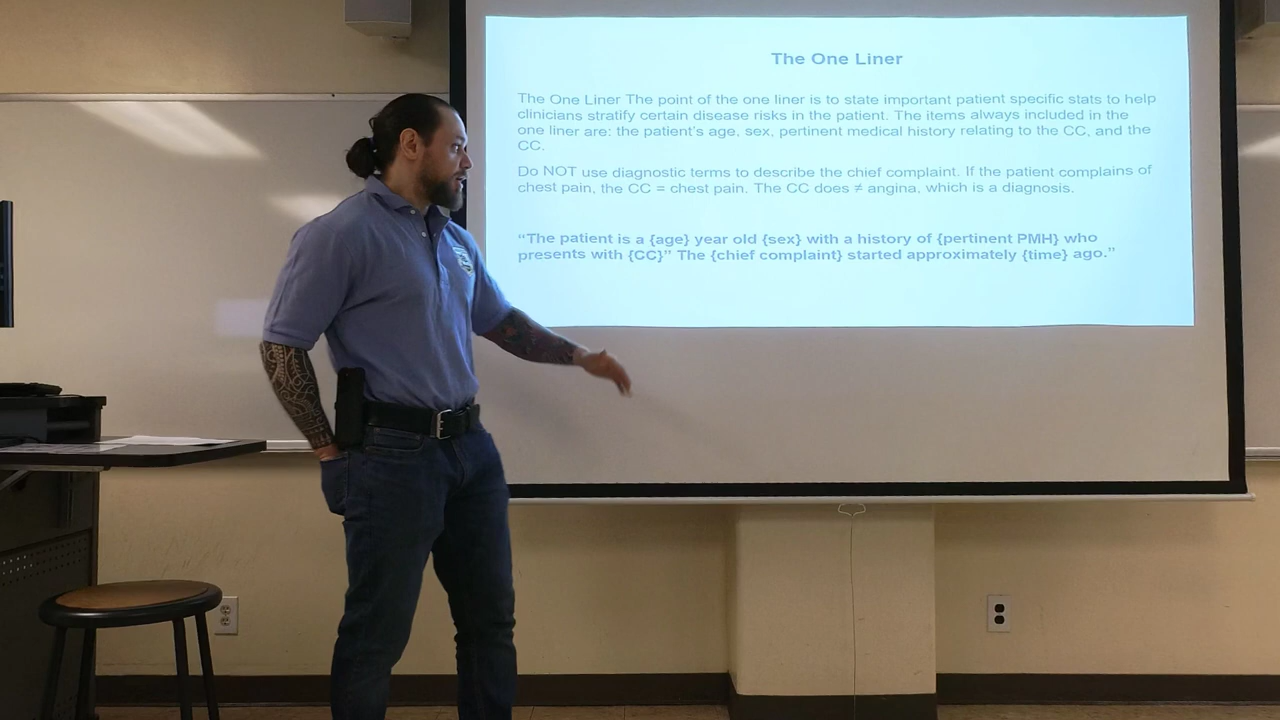 The One Liner
The One Liner The point of the one liner is to state important patient specific stats to help
clinicians stratify certain disease risks in the patient. The items always included in the
one liner are: the patient's age, sex, pertinent medical history relating to the CC, and the
CC.
Do NOT use diagnostic terms to describe the chief complaint. If the patient complains of
chest pain, the CC = chest pain. The CC does ≠ angina, which is a diagnosis.
“The patient is a {age} year old {sex} with a history of {pertinent PMH} who
presents with {CC}” The {chief complaint} started approximately {time} ago.”